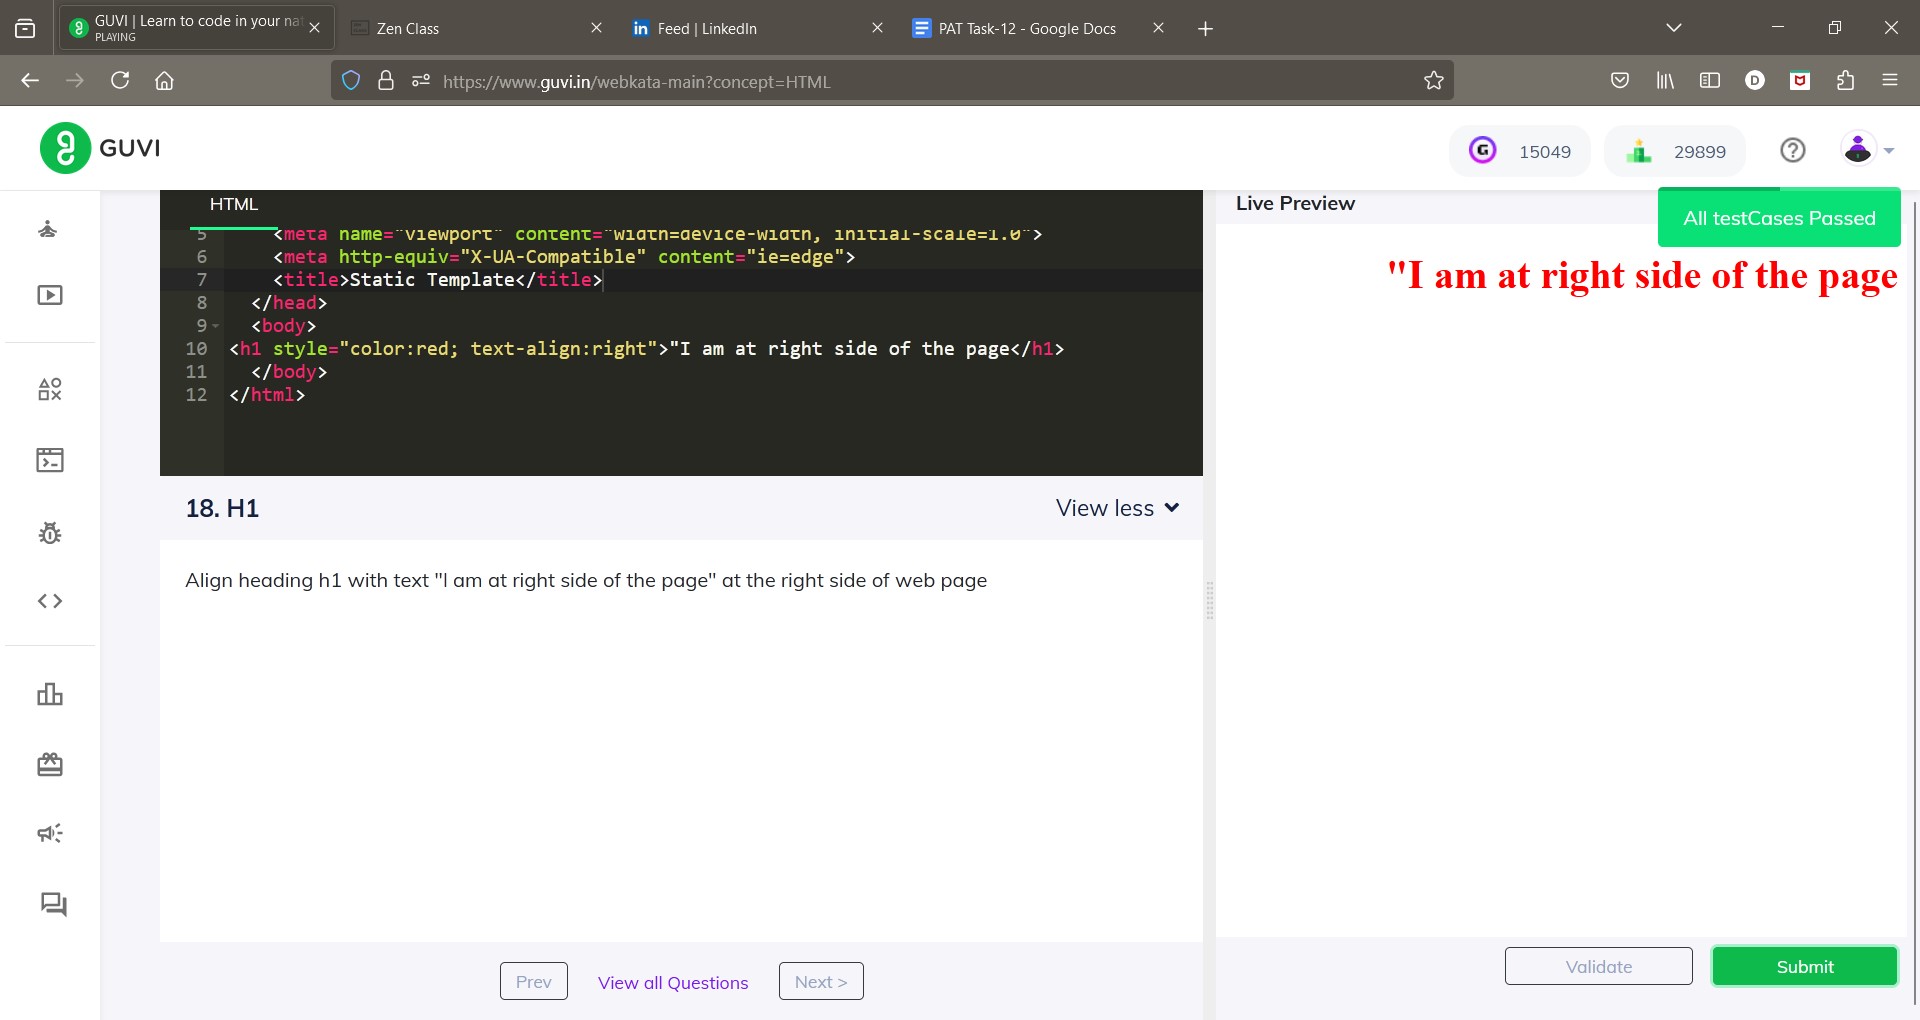 GUVI | Learn to code in your nat
PLAYING
Zen Class
Feed | LinkedIn
PAT Task-12 - Google Docs
https://www.guvi.in/webkata-main?concept=HTML
GUVI
15049
29899
HTML
Live Preview
All testCases Passed
5 <meta name="viewport" content="width=device-width, initial-scale=1.0">
6 <meta http-equiv="X-UA-Compatible" content="ie=edge">
7 <title>Static Template</title>
8 </head>
9 <body>
10 <h1 style="color:red; text-align:right">"I am at right side of the page</h1>
11 </body>
12 </html>
"I am at right side of the page
18. H1
View less
Align heading h1 with text "I am at right side of the page" at the right side of web page
Prev
View all Questions
Next >
Validate
Submit